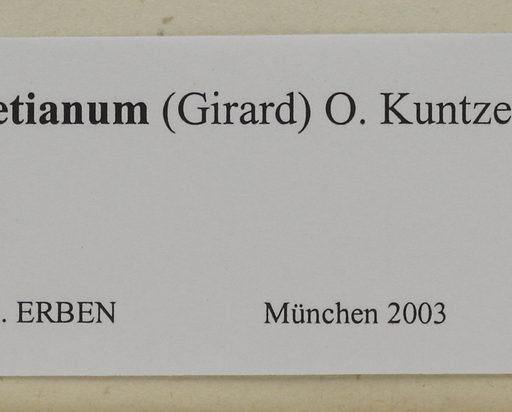 etianum (Girard) O. Kuntze
. ERBEN München 2003